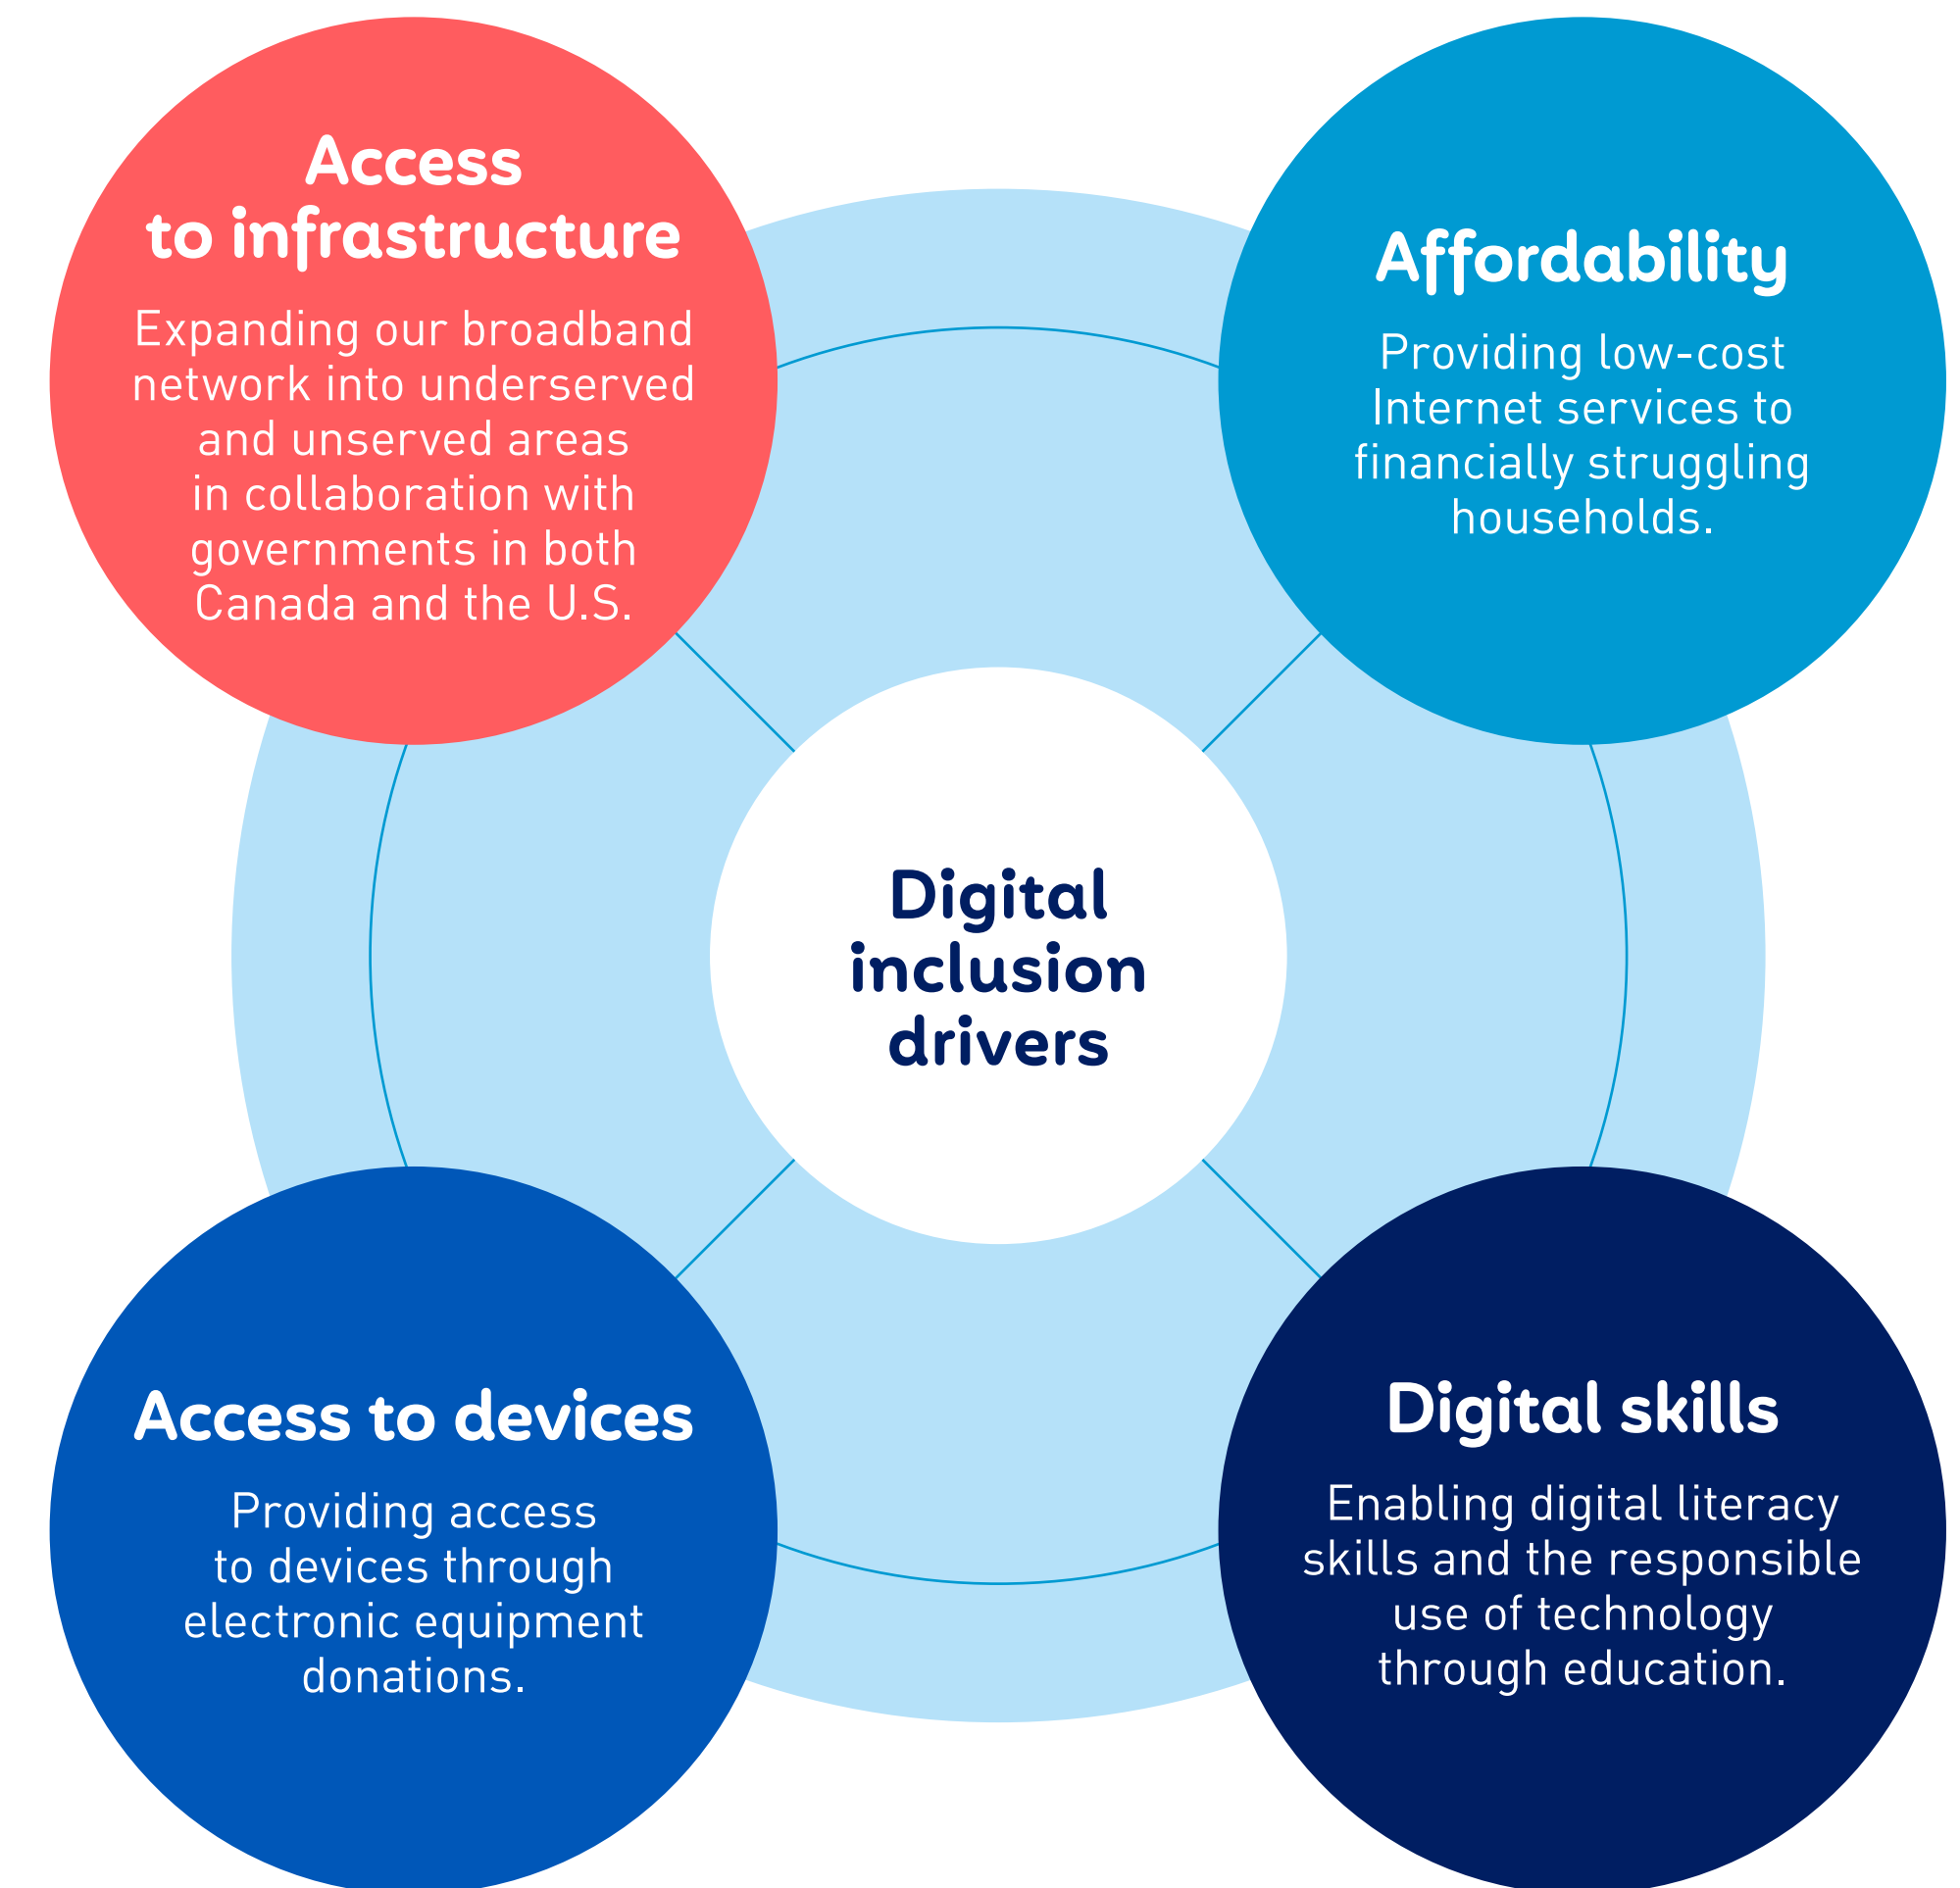 Access
to infrastructure
Expanding our broadband
network into underserved
and unserved areas
in collaboration with
governments in both
Canada and the U.S.
Affordability
Providing low-cost
Internet services to
financially struggling
households.
Digital
inclusion
drivers
Access to devices
Providing access
to devices through
electronic equipment
donations.
Digital skills
Enabling digital literacy
skills and the responsible
use of technology
through education.